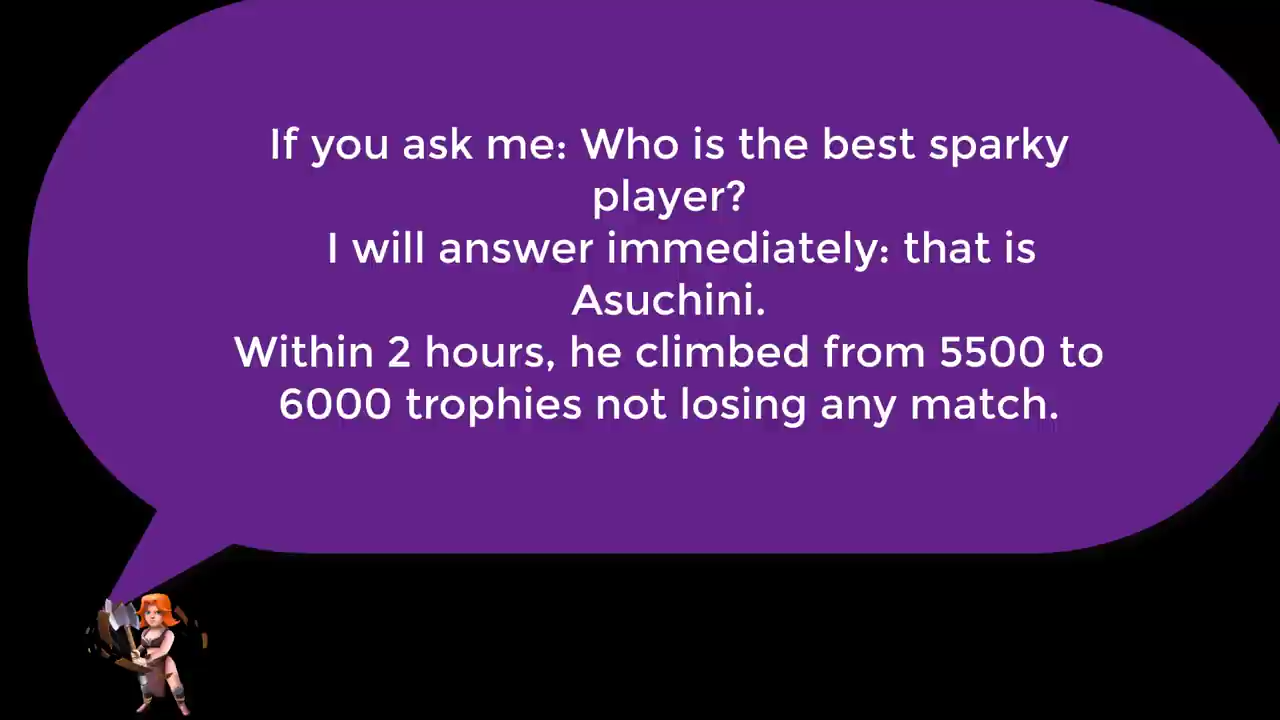 If you ask me: Who is the best sparky
player?
I will answer immediately: that is
Asuchini.
Within 2 hours, he climbed from 5500 to
6000 trophies not losing any match.